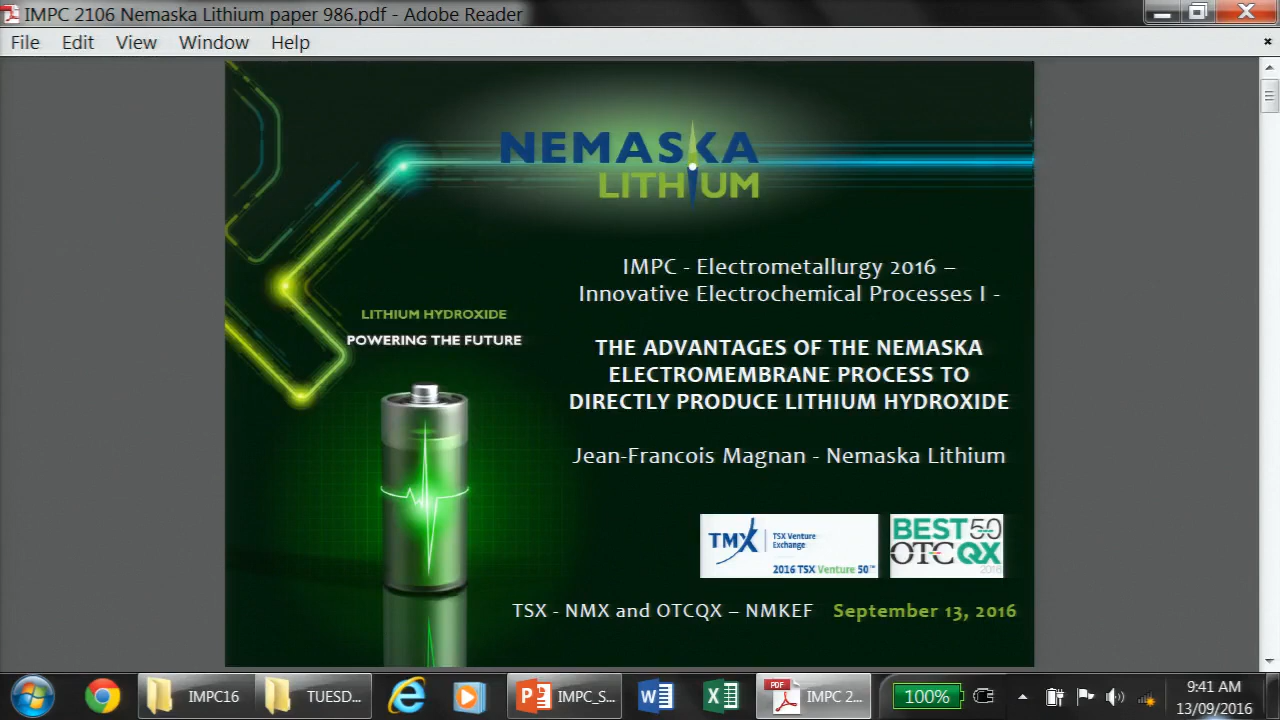 IMPC 2106 Nemaska Lithium paper 986.pdf - Adobe Reader
File Edit View Window Help
NEMASKA
LITHIUM
IMPC - Electrometallurgy 2016 –
Innovative Electrochemical Processes I -
LITHIUM HYDROXIDE
POWERING THE FUTURE
THE ADVANTAGES OF THE NEMASKA
ELECTROMEMBRANE PROCESS TO
DIRECTLY PRODUCE LITHIUM HYDROXIDE
Jean-Francois Magnan - Nemaska Lithium
TMX TSX Venture
Exchange
2016 TSX Venture 50™
BEST 50
OTCQX
2016
TSX - NMX and OTCQX – NMKEF September 13, 2016
IMPC16 TUESD... IMPC_S... IMPC 2... 100%
9:41 AM
13/09/2016